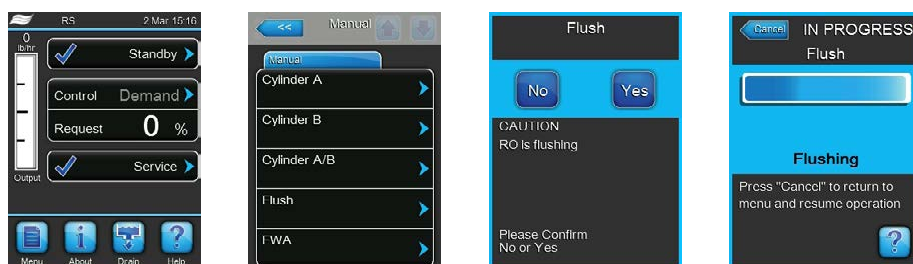 RS 2 Mar 15:16
0
lb/hr
Standby
Control Demand
Request 0 %
Service
Output
Menu About Drain Help
<< Manual
Manual
Cylinder A
Cylinder B
Cylinder A/B
Flush
FWA
Flush
No Yes
CAUTION
RO is flushing
Please Confirm
No or Yes
Cancel IN PROGRESS
Flush
Flushing
Press "Cancel" to return to
menu and resume operation
?